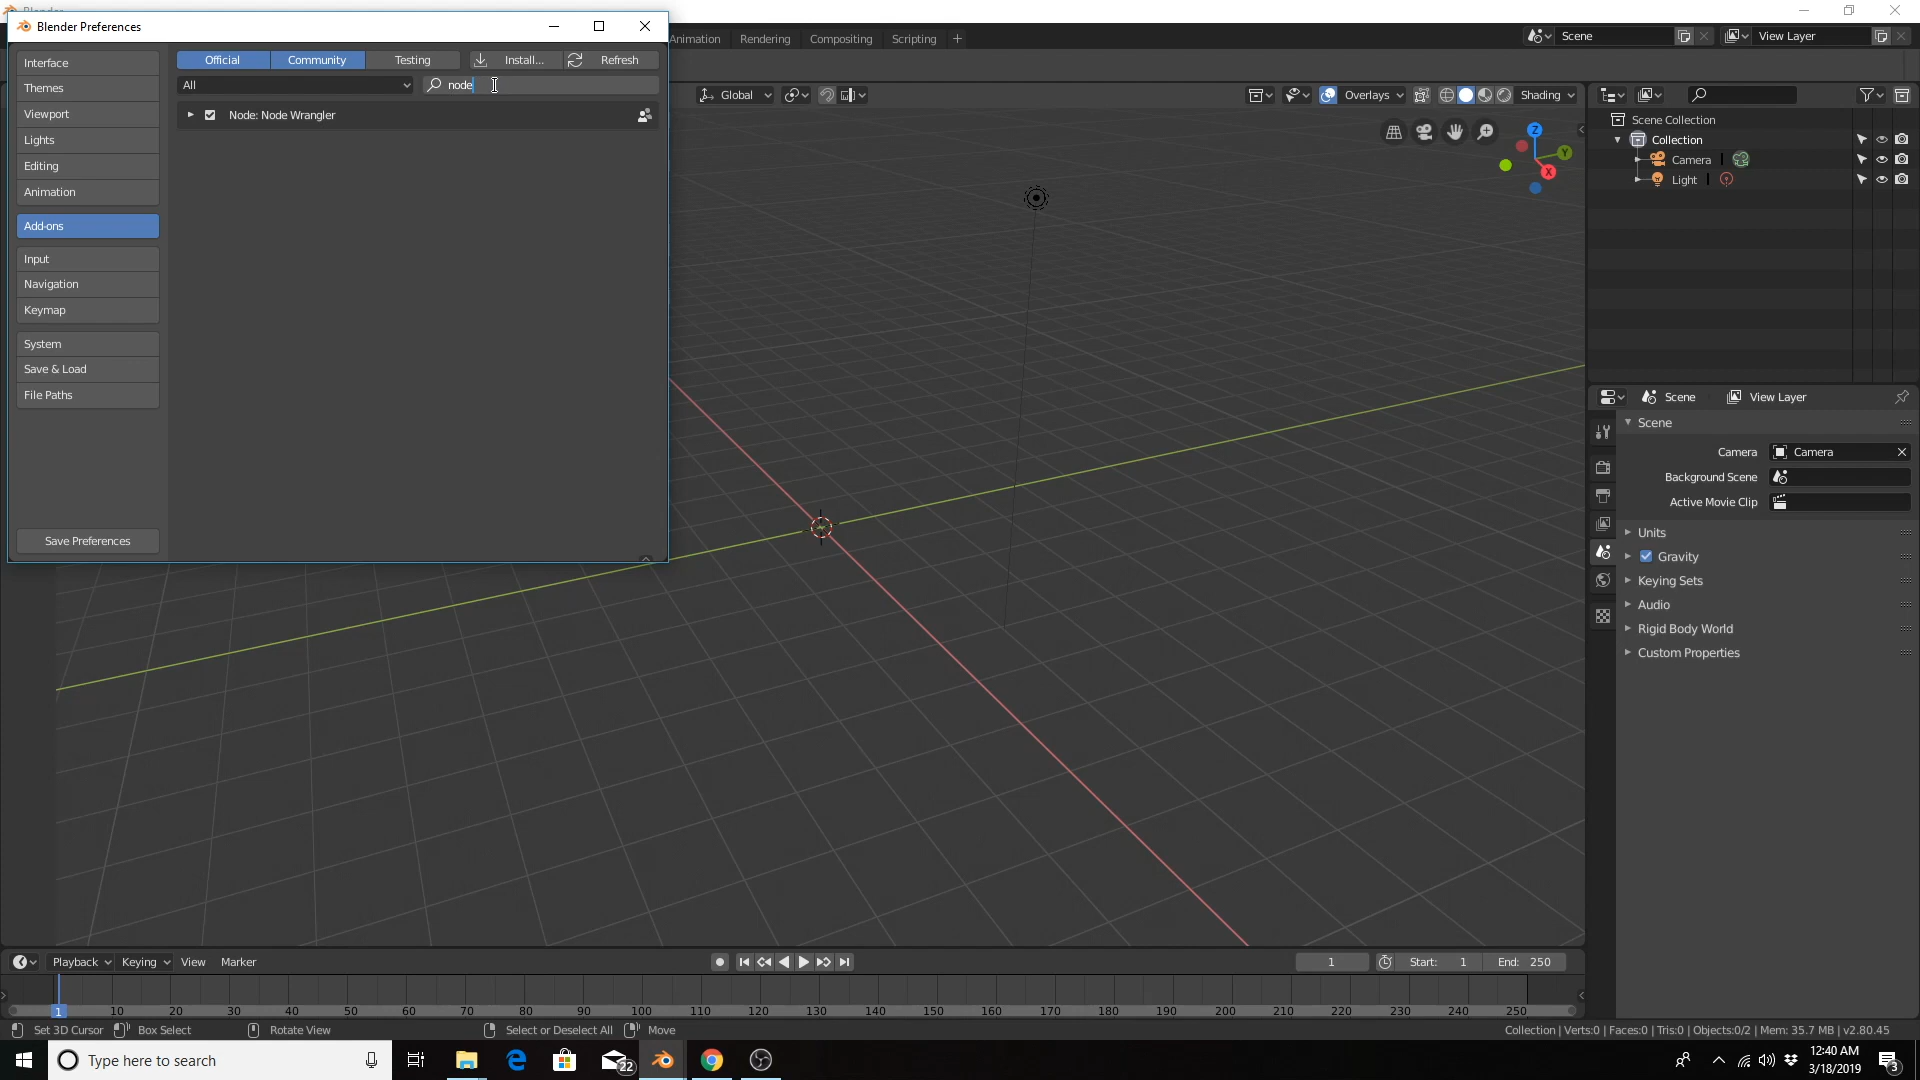 Blender Preferences
Interface
Themes
Viewport
Lights
Editing
Animation
Add-ons
Input
Navigation
Keymap
System
Save & Load
File Paths
Save Preferences
Official Community Testing Install... Refresh
All node
Node: Node Wrangler
Animation Rendering Compositing Scripting + Scene View Layer
Global Overlays Shading
Z Y X
Scene Collection
Collection
Camera
Light
Scene View Layer
Scene
Camera Camera
Background Scene
Active Movie Clip
Units
Gravity
Keying Sets
Audio
Rigid Body World
Custom Properties
Playback Keying View Marker 1 Start: 1 End: 250
1 10 20 30 40 50 60 70 80 90 100 110 120 130 140 150 160 170 180 190 200 210 220 230 240 250
Set 3D Cursor Box Select Rotate View Select or Deselect All Move Collection | Verts:0 | Faces:0 | Tris:0 | Objects:0/2 | Mem: 35.7 MB | v2.80.45
Type here to search 22 12:40 AM
3/18/2019 3